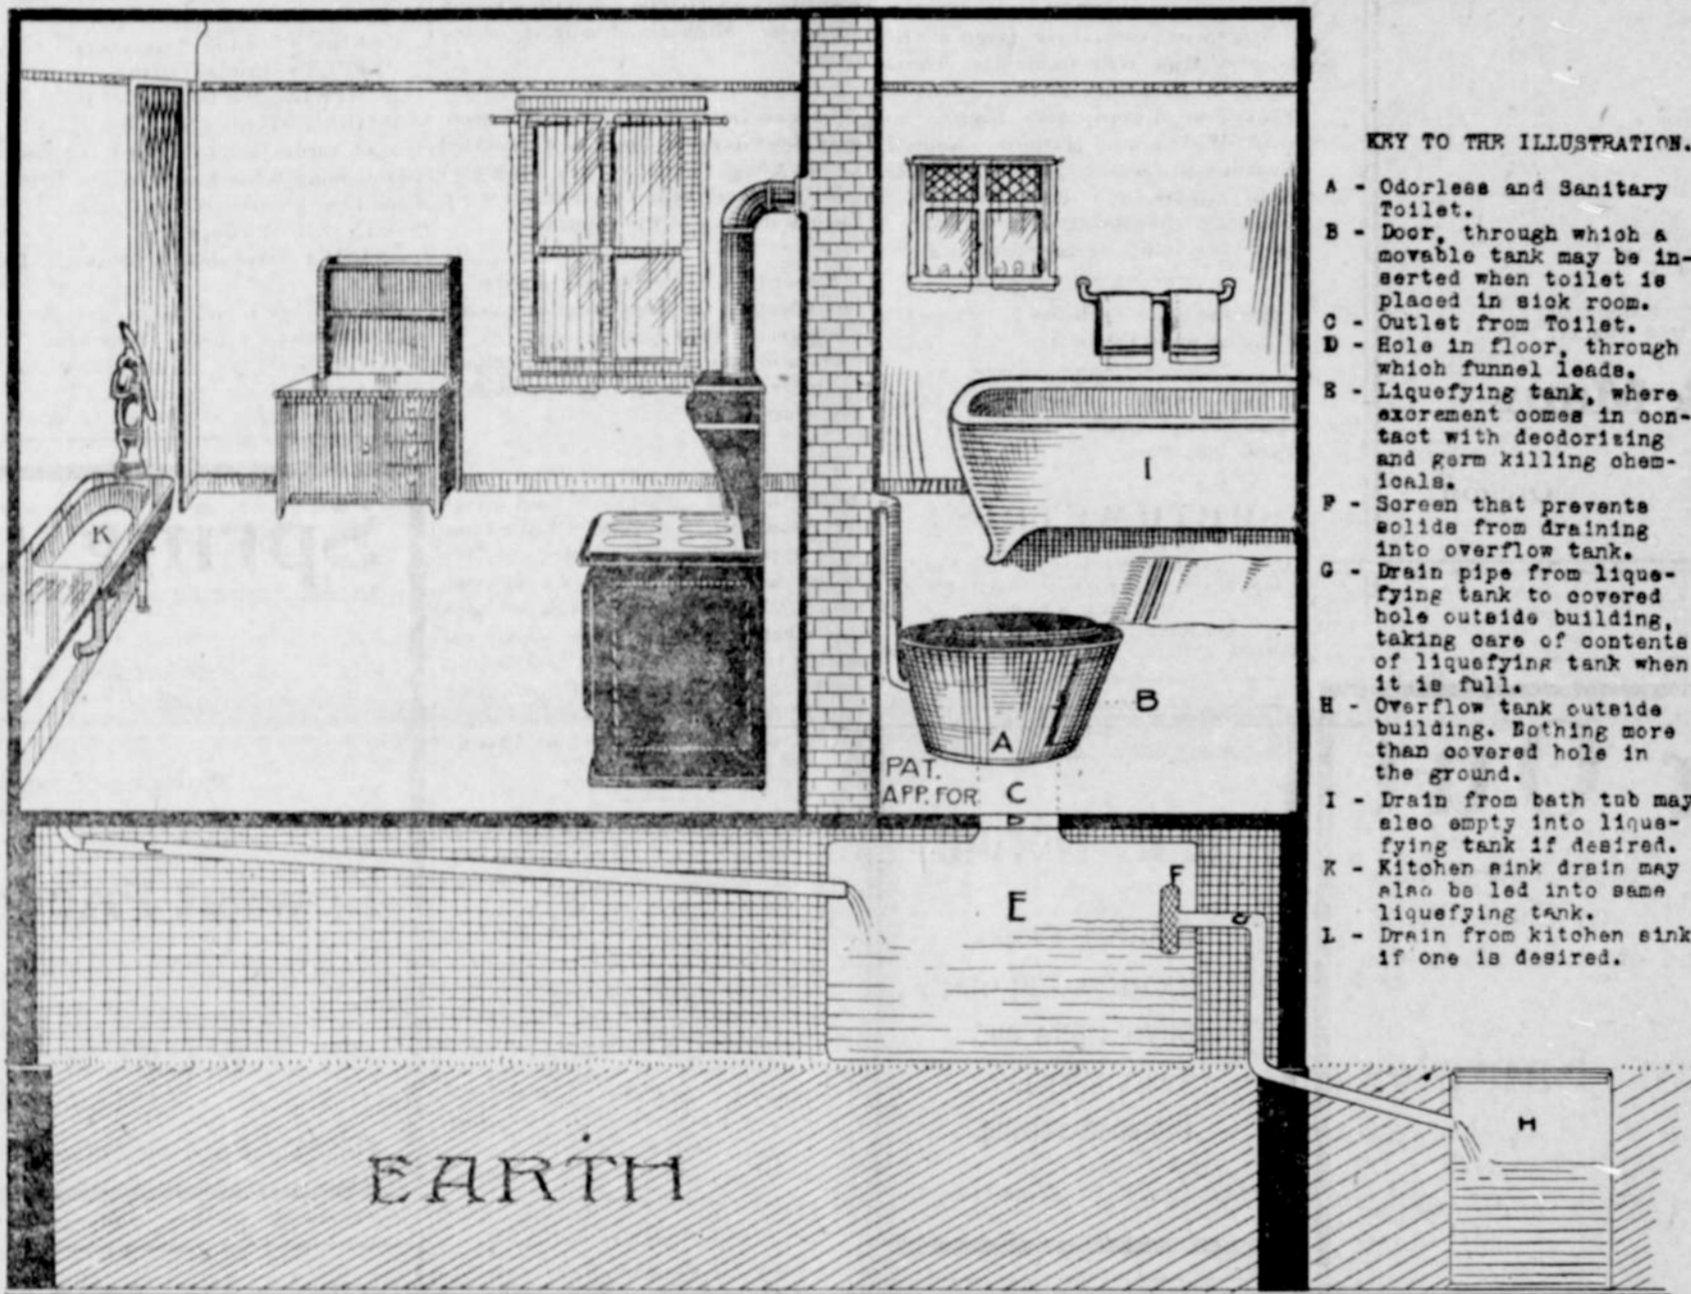 KEY TO THE ILLUSTRATION.
A - Odorless and Sanitary
Toilet.
B - Door, through which a
movable tank may be in-
serted when toilet is
placed in sick room.
C - Outlet from Toilet.
D - Hole in floor, through
which funnel leads.
E - Liquefying tank, where
excrement comes in con-
tact with deodorizing
and germ killing chem-
icals.
F - Screen that prevents
solids from draining
into overflow tank.
G - Drain pipe from lique-
fying tank to covered
hole outside building,
taking care of contents
of liquefying tank when
it is full.
H - Overflow tank outside
building. Nothing more
than covered hole in
the ground.
I - Drain from bath tub may
also empty into lique-
fying tank if desired.
K - Kitchen sink drain may
also be led into same
liquefying tank.
L - Drain from kitchen sink
if one is desired.
K
I
B
A
PAT.
APP. FOR
C
D
F
E
G
H
EARTH